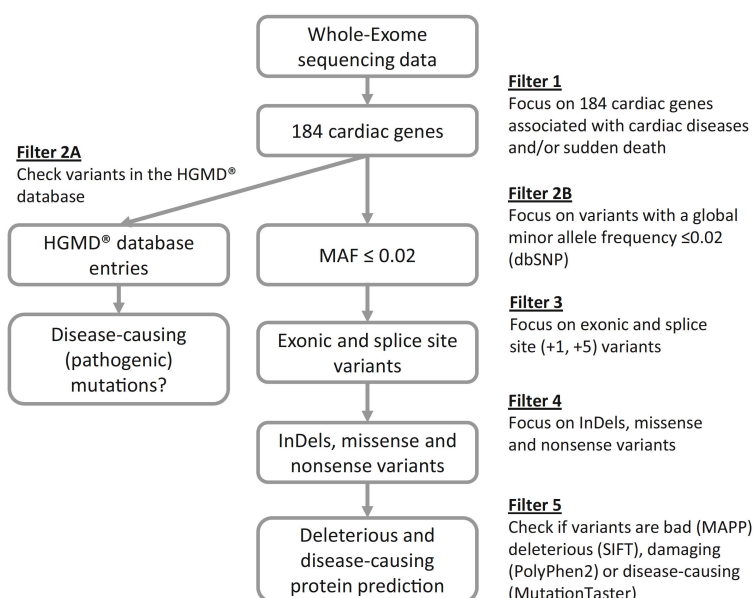 Whole-Exome
sequencing data
Filter 1
Focus on 184 cardiac genes
associated with cardiac diseases
and/or sudden death
184 cardiac genes
Filter 2A
Check variants in the HGMD®
database
Filter 2B
Focus on variants with a global
minor allele frequency ≤0.02
(dbSNP)
HGMD® database
entries
MAF ≤ 0.02
Filter 3
Focus on exonic and splice
site (+1, +5) variants
Disease-causing
(pathogenic)
mutations?
Exonic and splice site
variants
Filter 4
Focus on InDels, missense
and nonsense variants
InDels, missense and
nonsense variants
Filter 5
Check if variants are bad (MAPP)
deleterious (SIFT), damaging
(PolyPhen2) or disease-causing
(MutationTaster)
Deleterious and
disease-causing
protein prediction